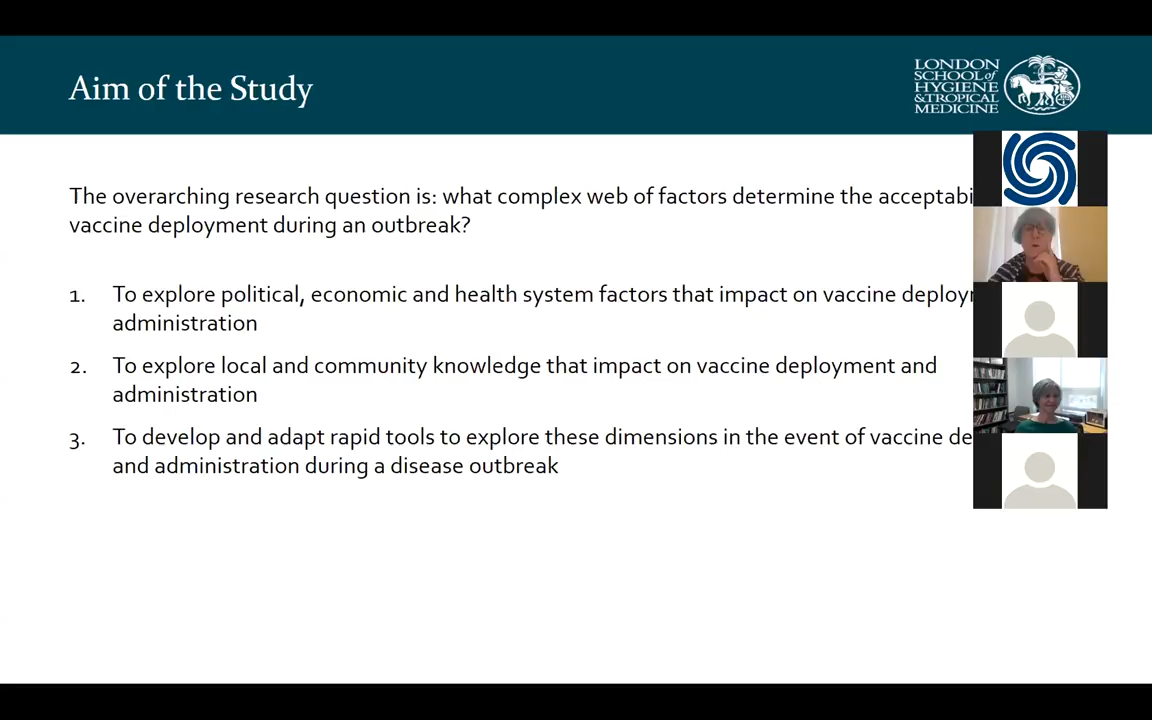 Aim of the Study
LONDON
SCHOOL of
HYGIENE
& TROPICAL
MEDICINE
The overarching research question is: what complex web of factors determine the
vaccine deployment during an outbreak?
1. To explore political, economic and health system factors that impact on vaccine
administration
2. To explore local and community knowledge that impact on vaccine deployment and
administration
3. To develop and adapt rapid tools to explore these dimensions in the event of vaccine
and administration during a disease outbreak